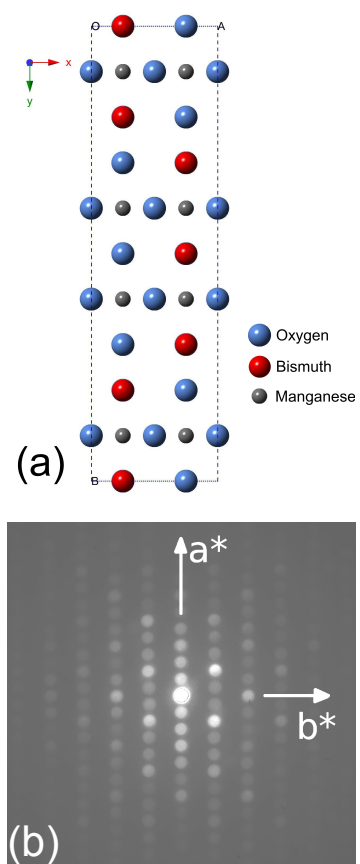 O A
x
y
Oxygen
Bismuth
Manganese
(a)
B
a*
b*
(b)